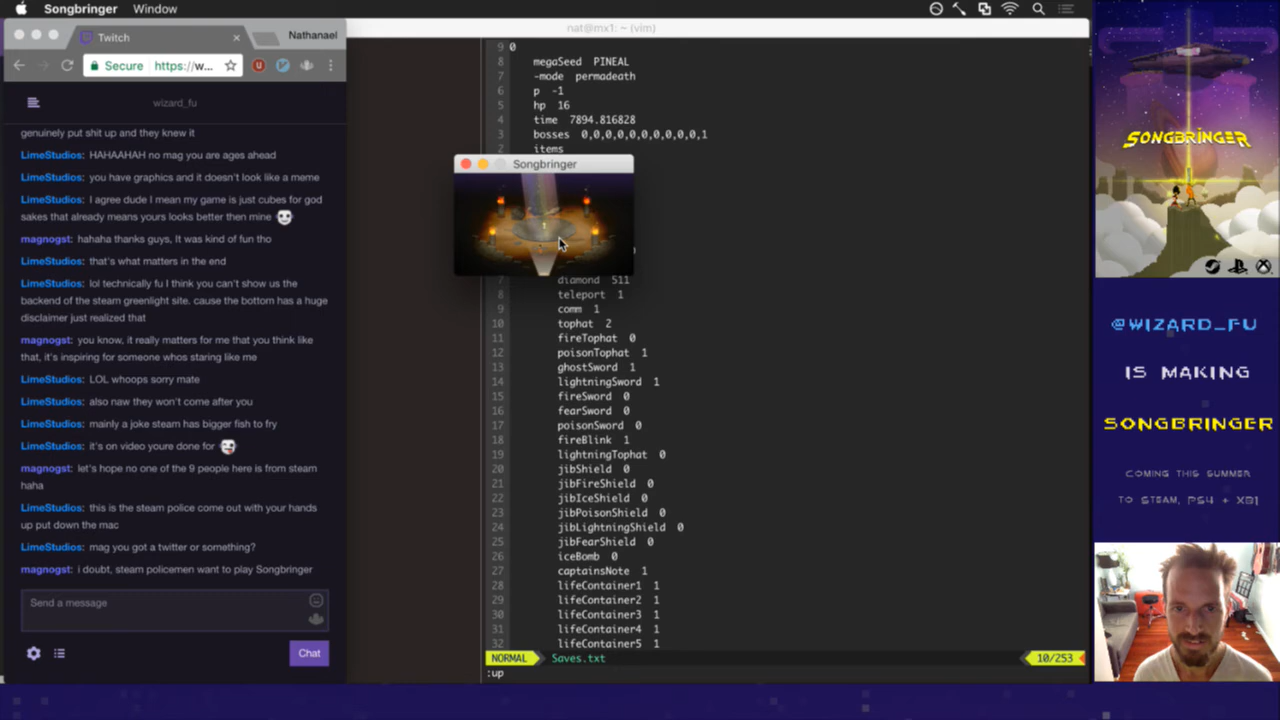 Songbringer Window
nat@mx1: ~ (vim)
Twitch
Nathanael
Secure https://w...
wizard_fu
genuinely put shit up and they knew it
LimeStudios: HAHAAHAH no mag you are ages ahead
LimeStudios: you have graphics and it doesn't look like a meme
LimeStudios: I agree dude I mean my game is just cubes for god
sakes that already means yours looks better then mine
magnogst: hahaha thanks guys, It was kind of fun tho
LimeStudios: that's what matters in the end
LimeStudios: lol technically fu I think you can't show us the
backend of the steam greenlight site. cause the bottom has a huge
disclaimer just realized that
magnogst: you know, it really matters for me that you think like
that, it's inspiring for someone whos staring like me
LimeStudios: LOL whoops sorry mate
LimeStudios: also naw they won't come after you
LimeStudios: mainly a joke steam has bigger fish to fry
LimeStudios: it's on video youre done for
magnogst: let's hope no one of the 9 people here is from steam
haha
LimeStudios: this is the steam police come out with your hands
up put down the mac
LimeStudios: mag you got a twitter or something?
magnogst: i doubt, steam policemen want to play Songbringer
Send a message
Chat
9 0
8 megaSeed PINEAL
7 -mode permadeath
6 p -1
5 hp 16
4 time 7894.816828
3 bosses 0,0,0,0,0,0,0,0,0,0,1
2 items
Songbringer
7 diamond 511
8 teleport 1
9 comm 1
10 tophat 2
11 fireTophat 0
12 poisonTophat 1
13 ghostSword 1
14 lightningSword 1
15 fireSword 0
16 fearSword 0
17 poisonSword 0
18 fireBlink 1
19 lightningTophat 0
20 jibShield 0
21 jibFireShield 0
22 jibIceShield 0
23 jibPoisonShield 0
24 jibLightningShield 0
25 jibFearShield 0
26 iceBomb 0
27 captainsNote 1
28 lifeContainer1 1
29 lifeContainer2 1
30 lifeContainer3 1
31 lifeContainer4 1
32 lifeContainer5 1
NORMAL Saves.txt 10/253
:up
SONGBRINGER
@WIZARD_FU
IS MAKING
SONGBRINGER
COMING THIS SUMMER
TO STEAM, PS4 + XB1